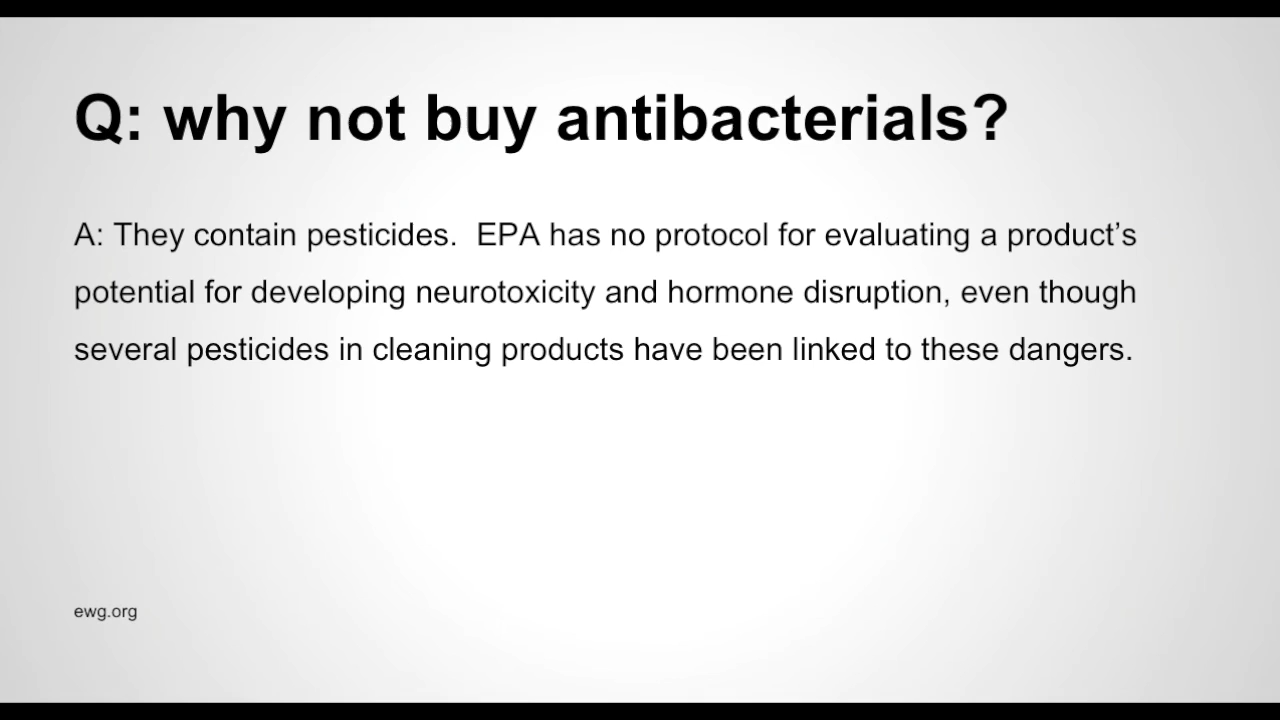 Q: why not buy antibacterials?
A: They contain pesticides.  EPA has no protocol for evaluating a product’s
potential for developing neurotoxicity and hormone disruption, even though
several pesticides in cleaning products have been linked to these dangers.
ewg.org